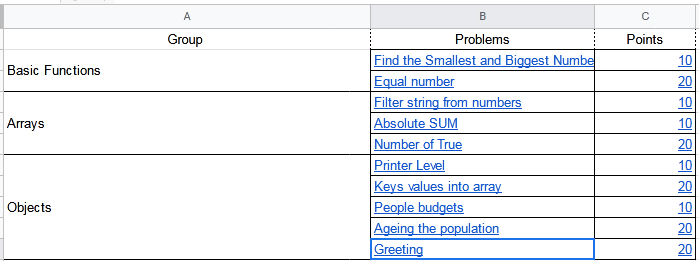 A B C
Group Problems Points
Basic Functions
Find the Smallest and Biggest Numbe 10
Equal number 20
Arrays
Filter string from numbers 10
Absolute SUM 10
Number of True 20
Objects
Printer Level 10
Keys values into array 20
People budgets 10
Ageing the population 20
Greeting 20